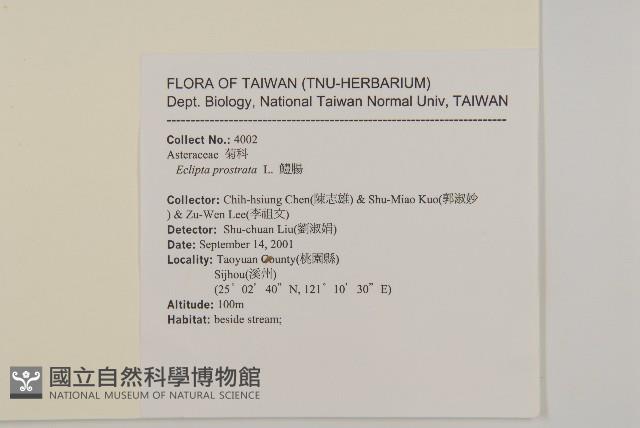 FLORA OF TAIWAN (TNU-HERBARIUM)
Dept. Biology, National Taiwan Normal Univ, TAIWAN
Collect No.: 4002
Asteraceae 菊科
Eclipta prostrata L. 鱧腸
Collector: Chih-hsiung Chen(陳志雄) & Shu-Miao Kuo(郭淑妙
) & Zu-Wen Lee(李祖文)
Detector: Shu-chuan Liu(劉淑娟)
Date: September 14, 2001
Locality: Taoyuan County(桃園縣)
Sijhou(溪州)
(25° 02' 40" N, 121° 10' 30" E)
Altitude: 100m
Habitat: beside stream;
國立自然科學博物館
NATIONAL MUSEUM OF NATURAL SCIENCE